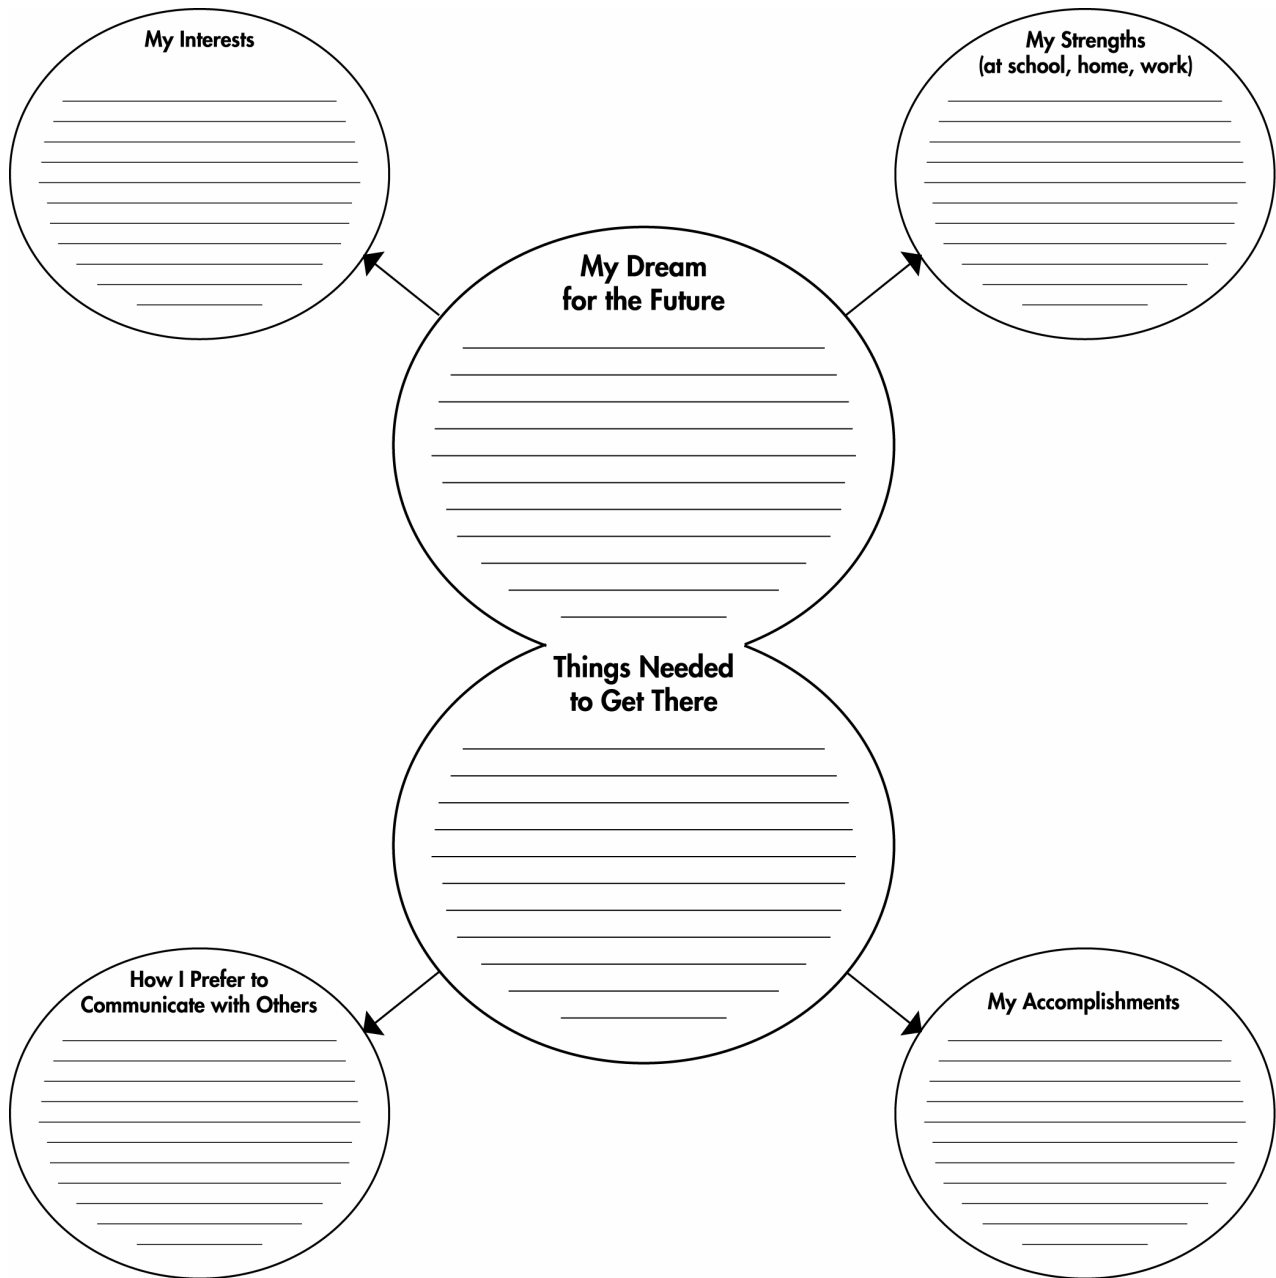 My Interests
My Strengths
(at school, home, work)
My Dream
for the Future
Things Needed
to Get There
How I Prefer to
Communicate with Others
My Accomplishments